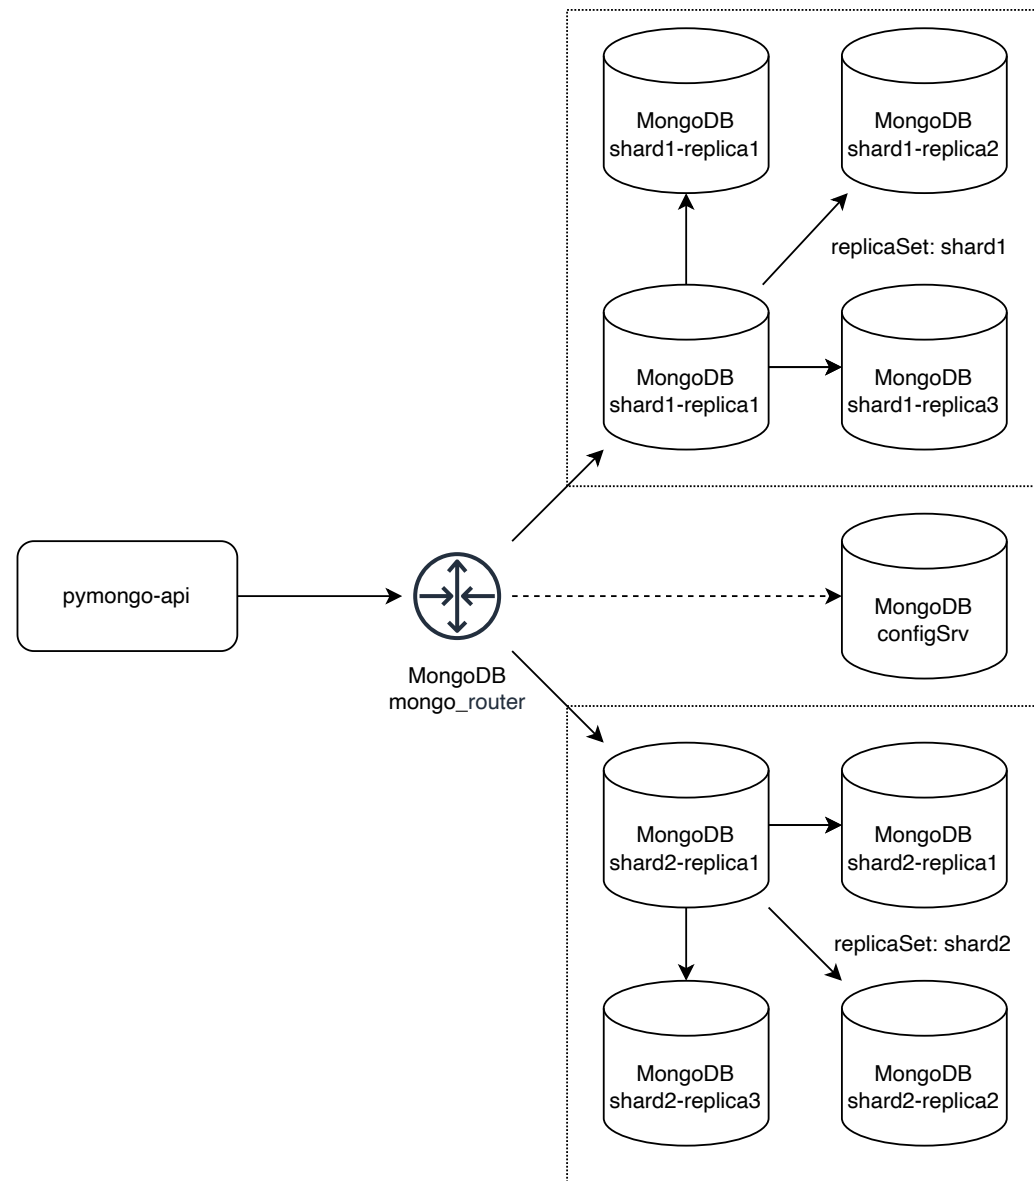 MongoDB
shard1-replica1
MongoDB
shard1-replica2
replicaSet: shard1
MongoDB
shard1-replica1
MongoDB
shard1-replica3
pymongo-api
MongoDB
mongo_router
MongoDB
configSrv
MongoDB
shard2-replica1
MongoDB
shard2-replica1
replicaSet: shard2
MongoDB
shard2-replica3
MongoDB
shard2-replica2